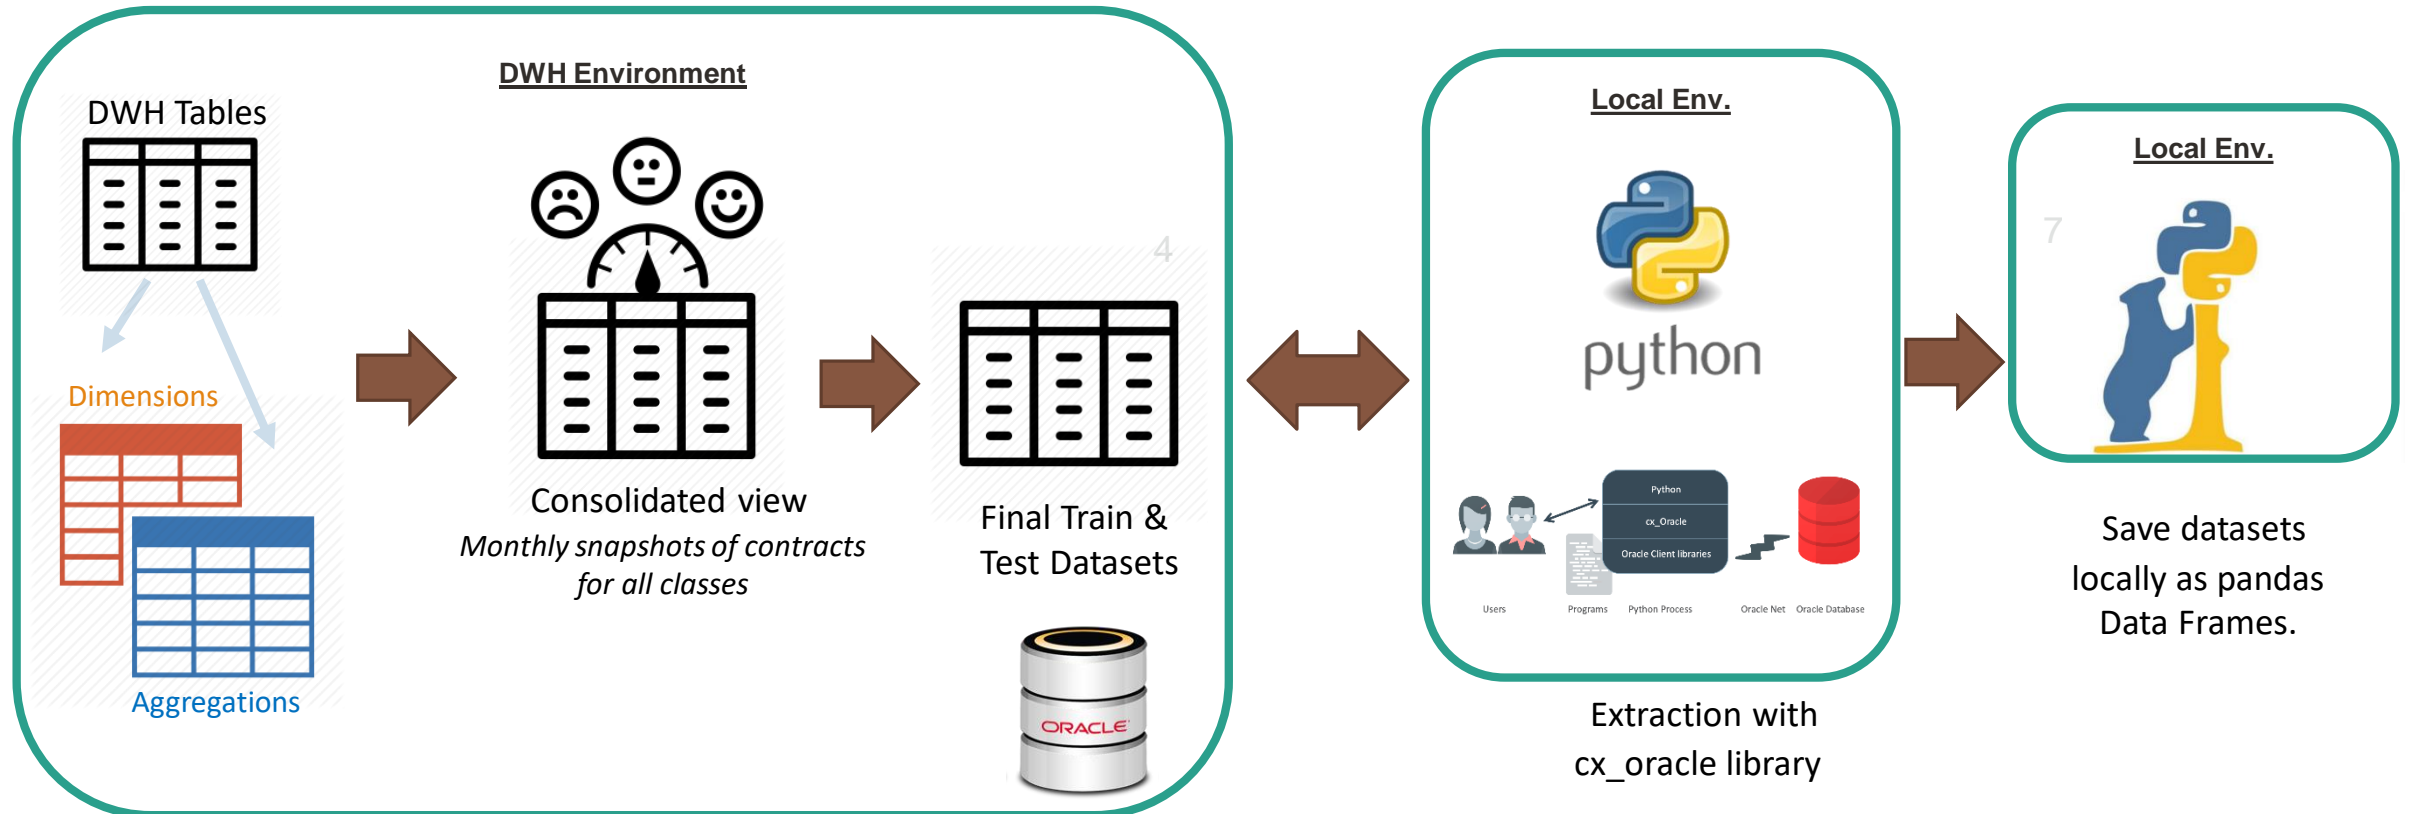 DWH Environment
DWH Tables
Dimensions
Aggregations
Consolidated view
Monthly snapshots of contracts
for all classes
4
Final Train &
Test Datasets
ORACLE
Local Env.
python
Python
cx_Oracle
Oracle Client libraries
Users
Programs
Python Process
Oracle Net
Oracle Database
Extraction with
cx_oracle library
Local Env.
7
Save datasets
locally as pandas
Data Frames.